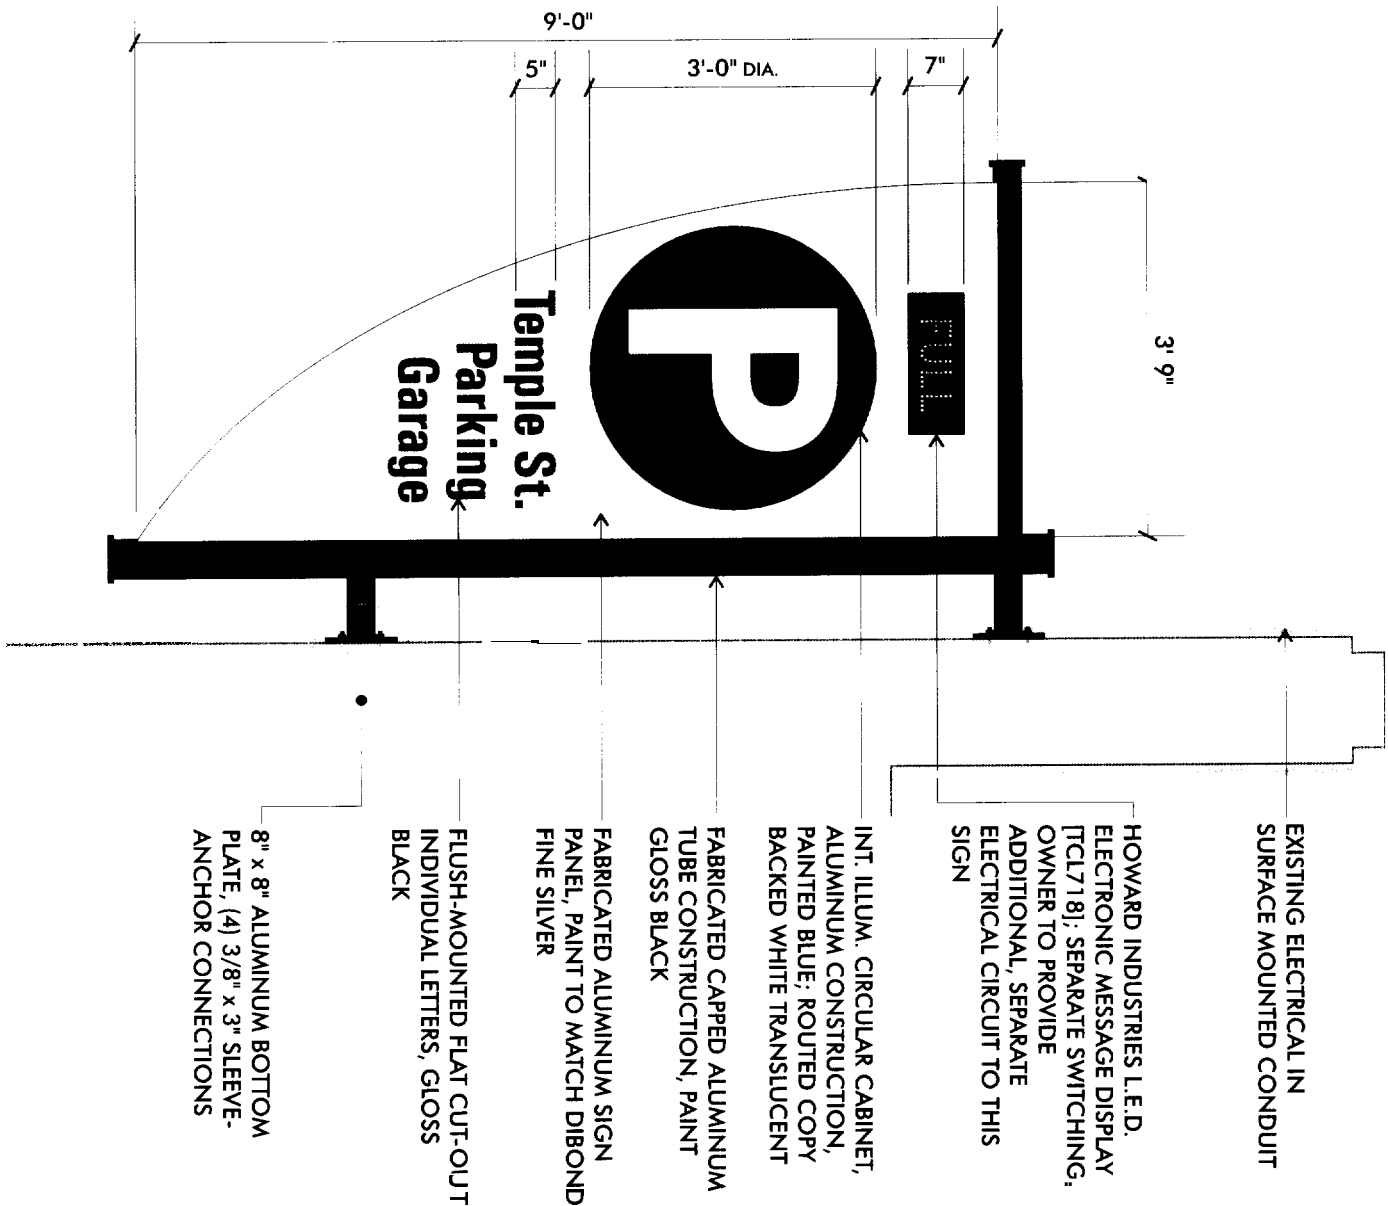 EXISTING ELECTRICAL IN
SURFACE MOUNTED CONDUIT
HOWARD INDUSTRIES L.E.D.
ELECTRONIC MESSAGE DISPLAY
[TCL718]; SEPARATE SWITCHING,
OWNER TO PROVIDE
ADDITIONAL, SEPARATE
ELECTRICAL CIRCUIT TO THIS
SIGN
INT. ILLUM. CIRCULAR CABINET,
ALUMINUM CONSTRUCTION,
PAINTED BLUE; ROUTED COPY
BACKED WHITE TRANSLUCENT
FABRICATED CAPPED ALUMINUM
TUBE CONSTRUCTION, PAINT
GLOSS BLACK
FABRICATED ALUMINUM SIGN
PANEL, PAINT TO MATCH DIBOND
FINE SILVER
FLUSH-MOUNTED FLAT CUT-OUT
INDIVIDUAL LETTERS, GLOSS
BLACK
8" x 8" ALUMINUM BOTTOM
PLATE, (4) 3/8" x 3" SLEEVE-
ANCHOR CONNECTIONS
3' 9"
9'-0"
7"
3'-0" DIA.
5"
FULL
P
Temple St.
Parking
Garage